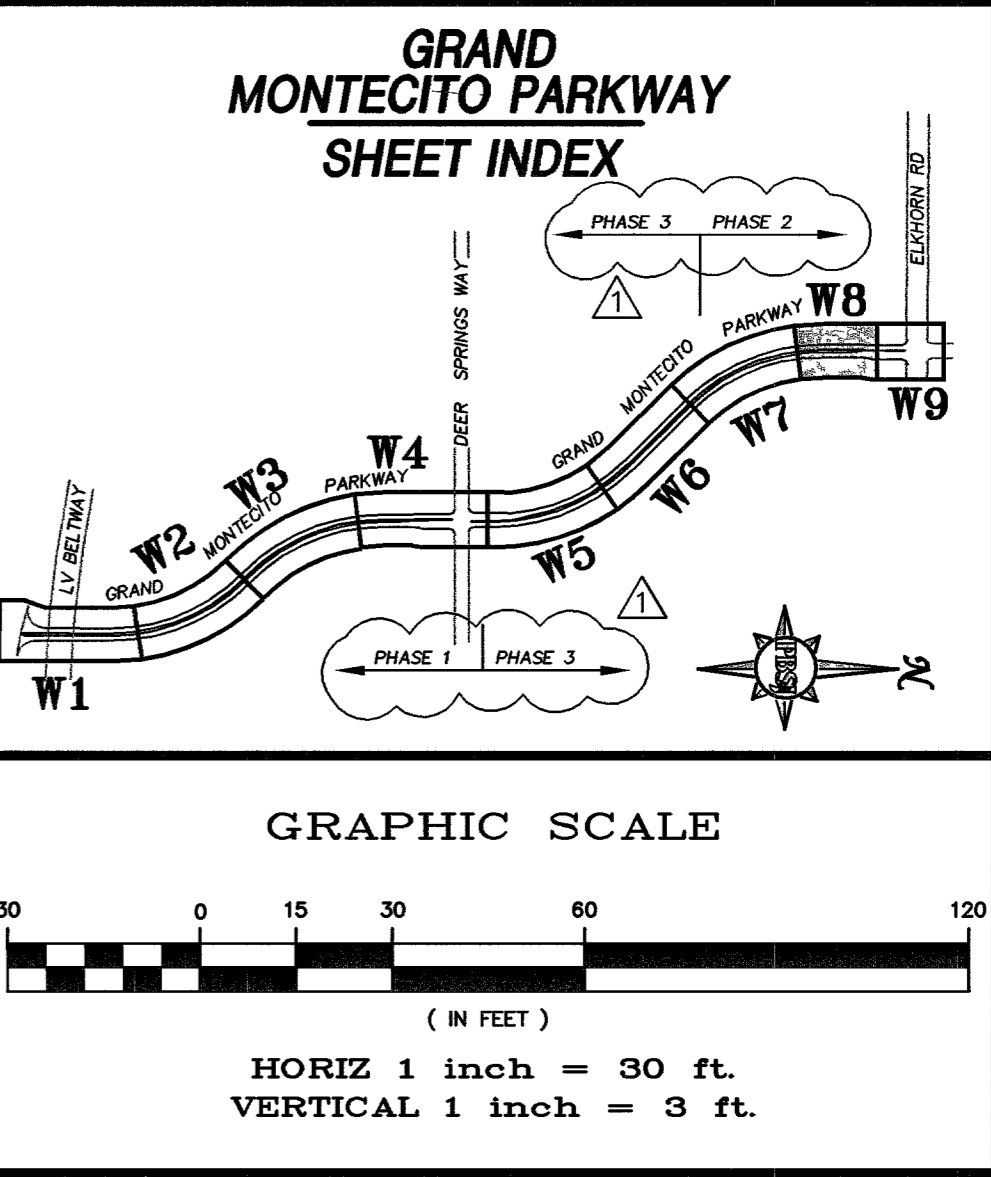 GRAND
MONTECITO PARKWAY
SHEET INDEX
PHASE 3 PHASE 2
1
ELKHORN RD
DEER SPRINGS WAY
W8
PARKWAY
MONTECITO
GRAND
W9
W7
W6
W5
W4
PARKWAY
W3
MONTECITO
W2
GRAND
LV BELTWAY
W1
1
PHASE 1 PHASE 3
PBSJ
N
GRAPHIC SCALE
30 0 15 30 60 120
( IN FEET )
HORIZ 1 inch = 30 ft.
VERTICAL 1 inch = 3 ft.